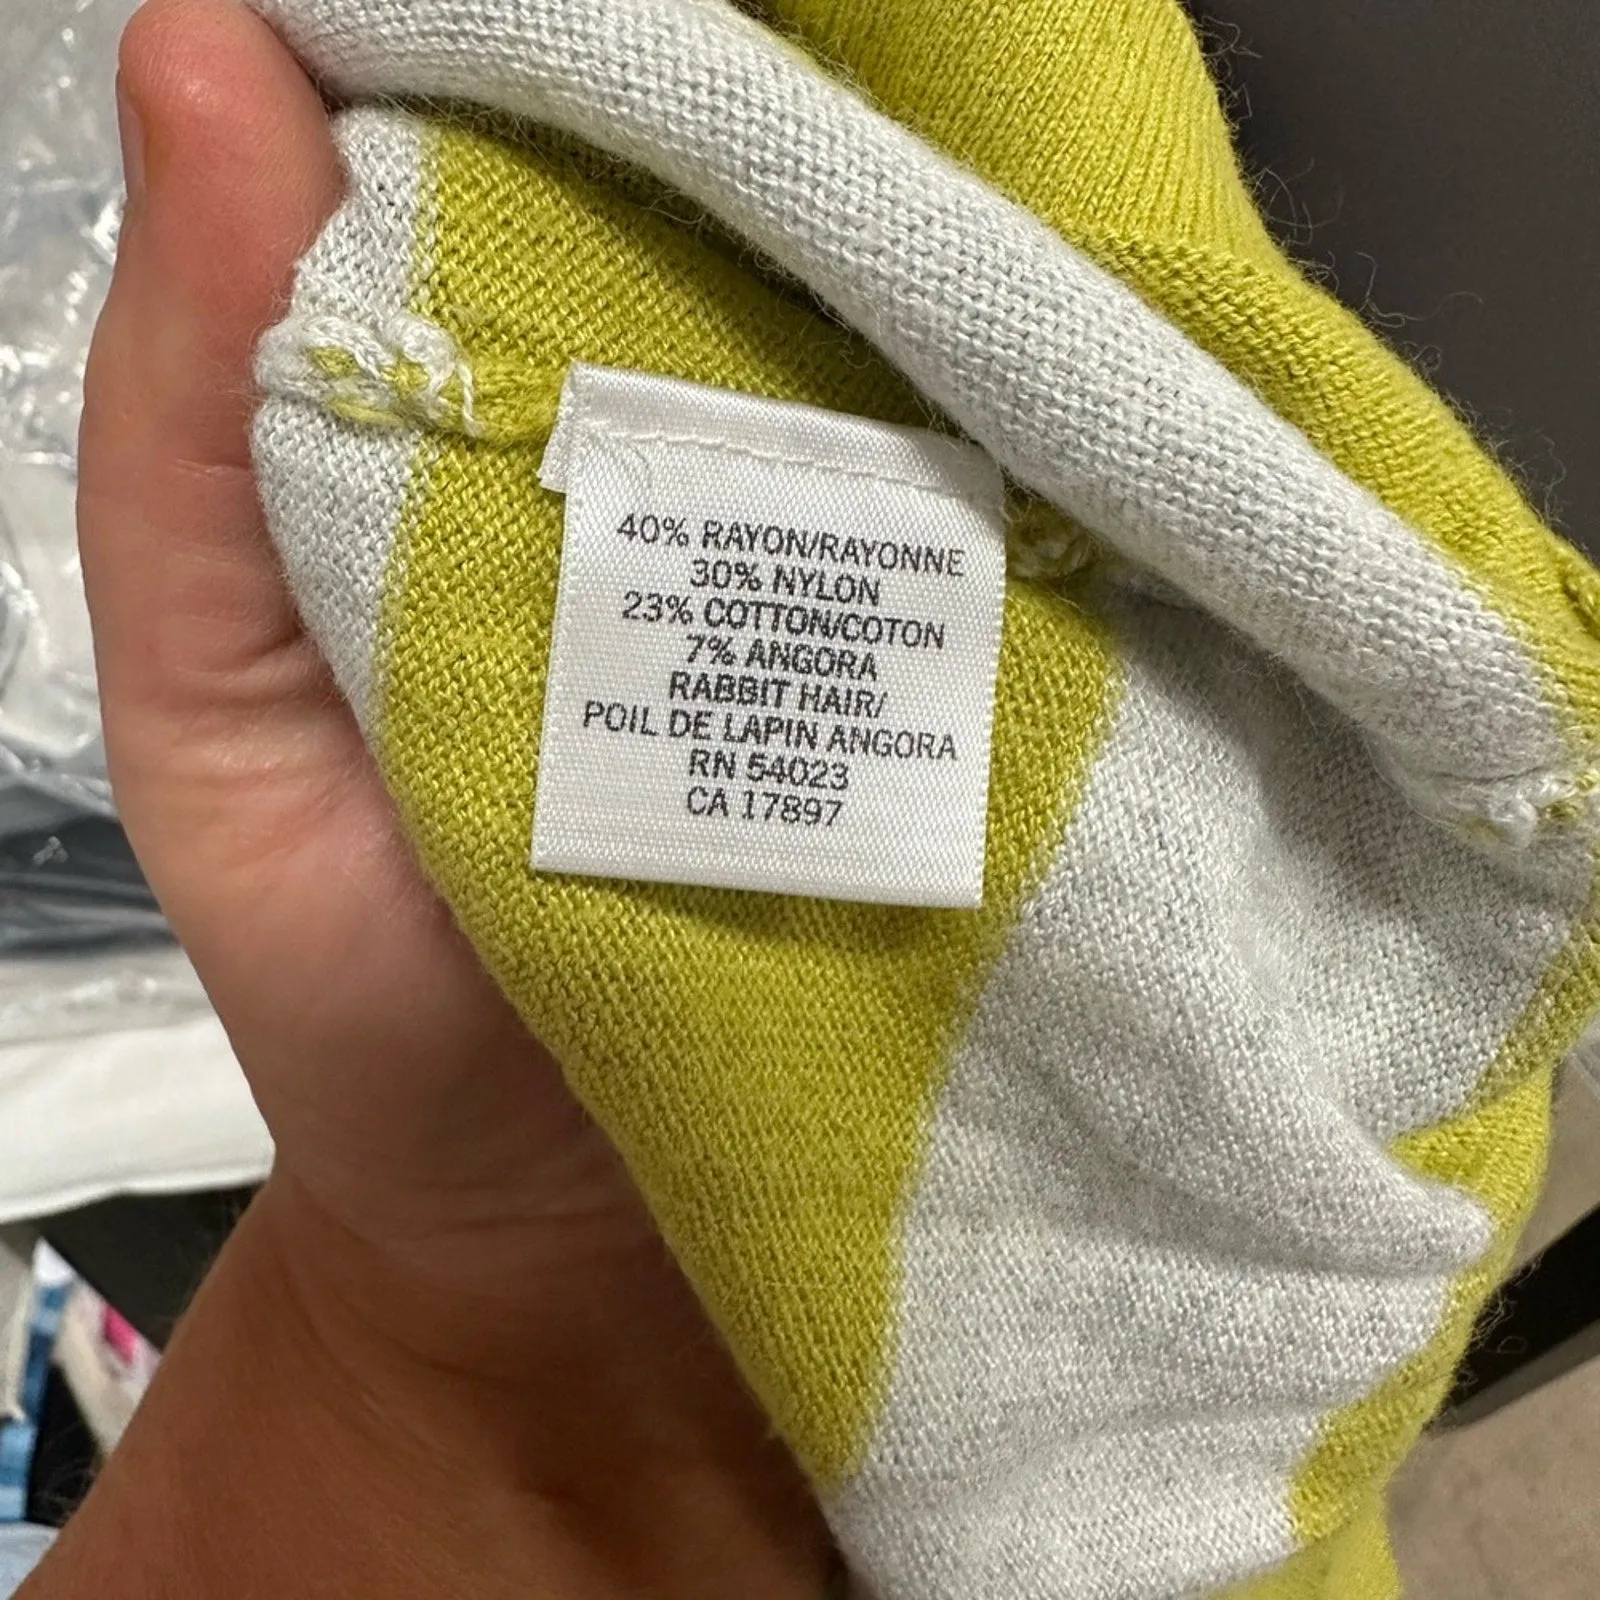 40% RAYON/RAYONNE
30% NYLON
23% COTTON/COTON
7% ANGORA
RABBIT HAIR/
POIL DE LAPIN ANGORA
RN 54023
CA 17897